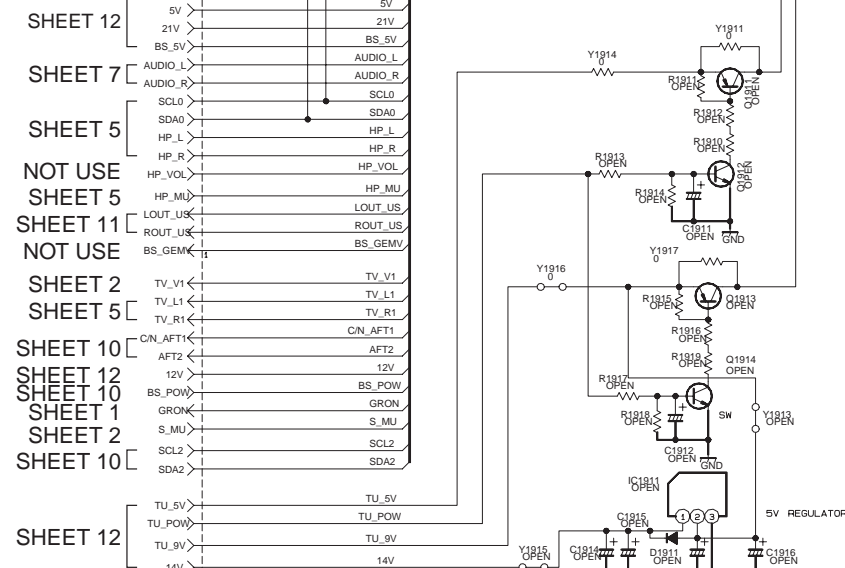 SHEET 12
5V 5V
21V 21V
BS_5V BS_5V
SHEET 7
AUDIO_L AUDIO_L
AUDIO_R AUDIO_R
SHEET 5
SCL0 SCL0
SDA0 SDA0
HP_L HP_L
HP_R HP_R
NOT USE
HP_VOL HP_VOL
SHEET 5
HP_MU HP_MU
SHEET 11
LOUT_US LOUT_US
ROUT_US ROUT_US
NOT USE
BS_GEMV BS_GEMV
1
SHEET 2
TV_V1 TV_V1
SHEET 5
TV_L1 TV_L1
TV_R1 TV_R1
SHEET 10
C/N_AFT1 C/N_AFT1
AFT2 AFT2
SHEET 12
12V 12V
SHEET 10
BS_POW BS_POW
SHEET 1
GRON GRON
SHEET 2
S_MU S_MU
SHEET 10
SCL2 SCL2
SDA2 SDA2
SHEET 12
TU_5V TU_5V
TU_POW TU_POW
TU_9V TU_9V
14V 14V
Y1911
0
Y1914
0
R1911
OPEN
Q1911
OPEN
R1912
OPEN
R1910
OPEN
R1913
OPEN
Q1912
OPEN
R1914
OPEN
+
C1911
OPEN
GND
Y1917
0
Y1916
0
R1915
OPEN
Q1913
OPEN
R1916
OPEN
R1919
OPEN
Q1914
OPEN
R1917
OPEN
R1918
OPEN
+
SW
Y1913
OPEN
C1912
OPEN
GND
IC1911
OPEN
1 2 3
5V REGULATOR
C1915
OPEN
Y1915
OPEN
C1914
OPEN
+ +
D1911
OPEN
+ +
C1916
OPEN